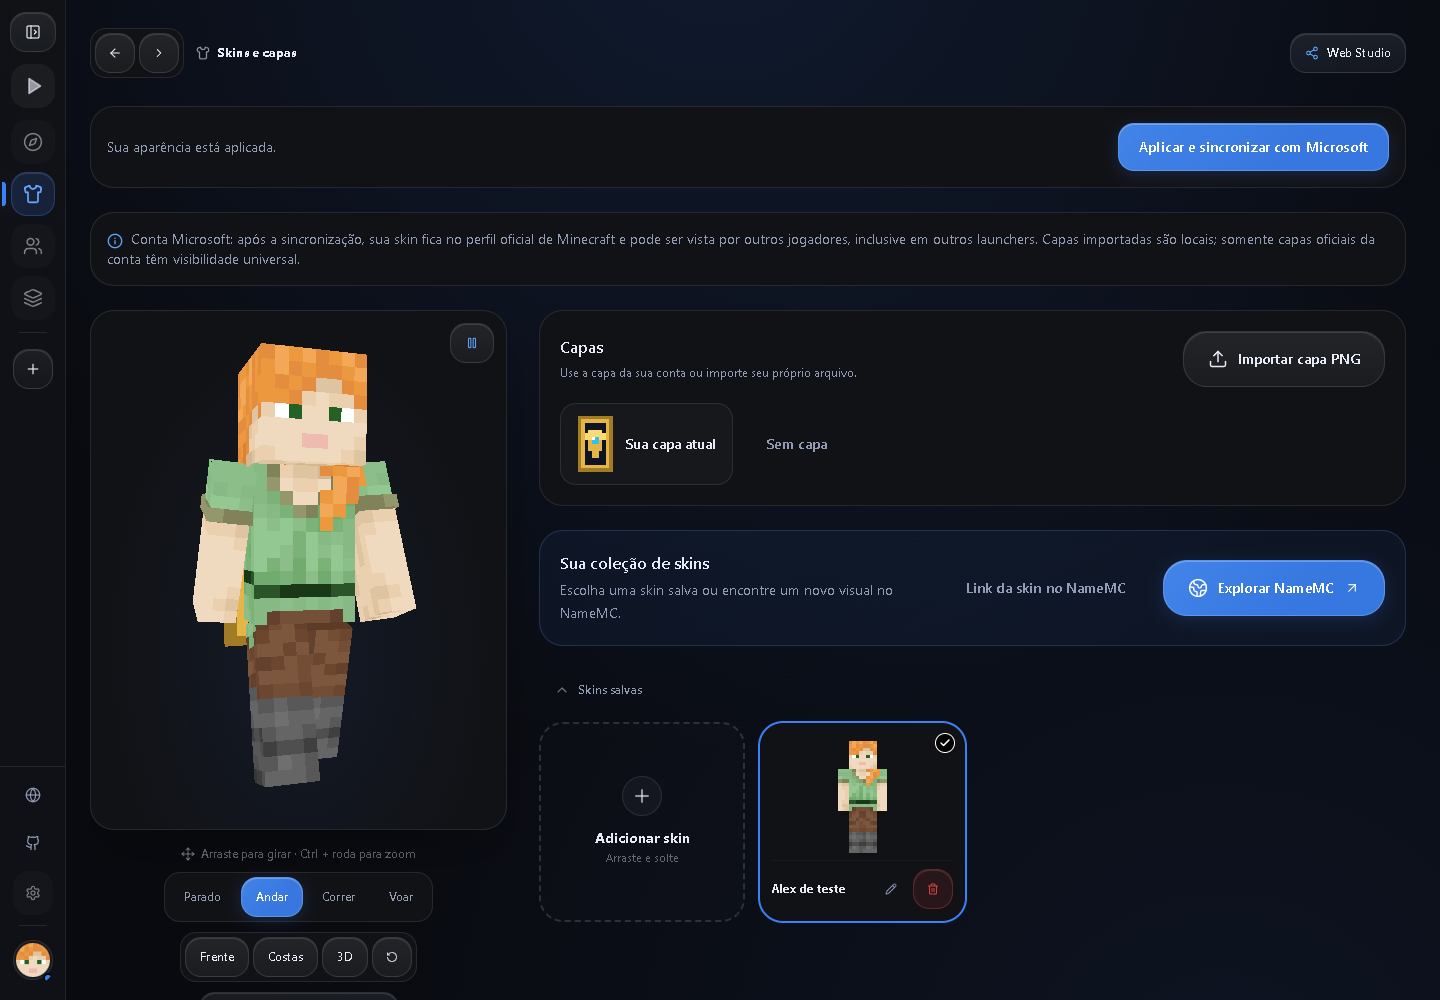 Skins e capas
Web Studio
Sua aparência está aplicada.
Aplicar e sincronizar com Microsoft
Conta Microsoft: após a sincronização, sua skin fica no perfil oficial de Minecraft e pode ser vista por outros jogadores, inclusive em outros launchers. Capas importadas são locais; somente capas oficiais da
conta têm visibilidade universal.
Capas
Use a capa da sua conta ou importe seu próprio arquivo.
Importar capa PNG
Sua capa atual
Sem capa
Sua coleção de skins
Escolha uma skin salva ou encontre um novo visual no
NameMC.
Link da skin no NameMC
Explorar NameMC
Skins salvas
Adicionar skin
Arraste e solte
Alex de teste
Arraste para girar · Ctrl + roda para zoom
Parado
Andar
Correr
Voar
Frente
Costas
3D